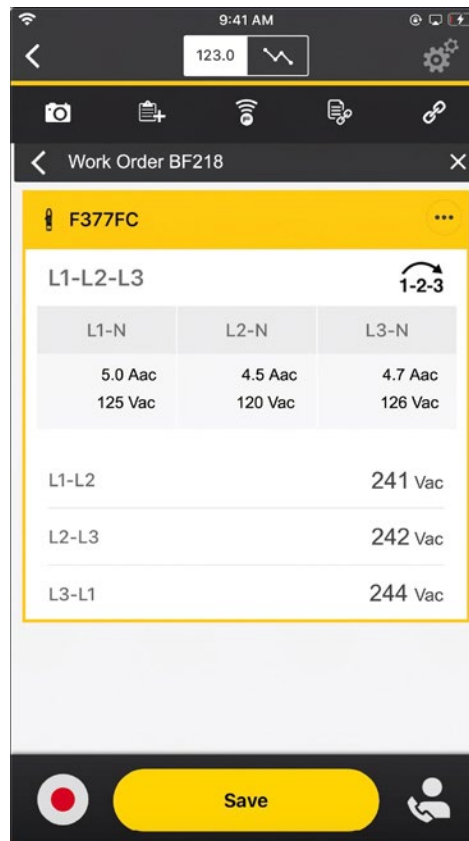 9:41 AM
123.0
Work Order BF218
F377FC
L1-L2-L3
1-2-3
L1-N L2-N L3-N
5.0 Aac 4.5 Aac 4.7 Aac
125 Vac 120 Vac 126 Vac
L1-L2 241 Vac
L2-L3 242 Vac
L3-L1 244 Vac
Save